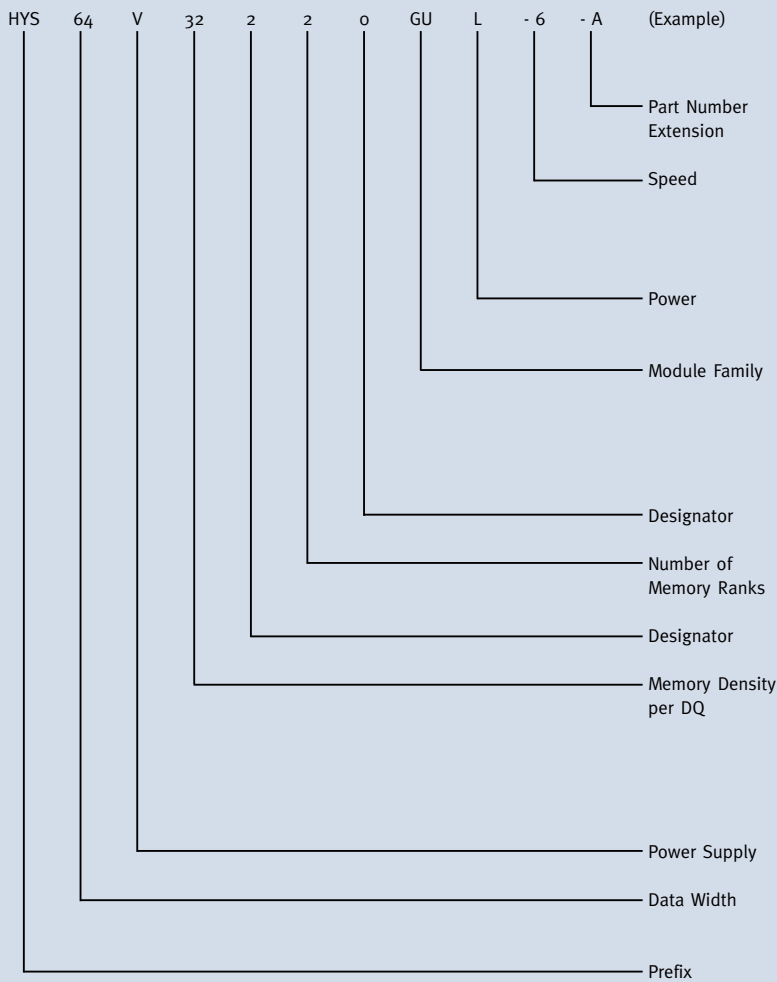 HYS 64 V 32 2 2 0 GU L - 6 - A (Example)
Part Number
Extension
Speed
Power
Module Family
Designator
Number of
Memory Ranks
Designator
Memory Density
per DQ
Power Supply
Data Width
Prefix